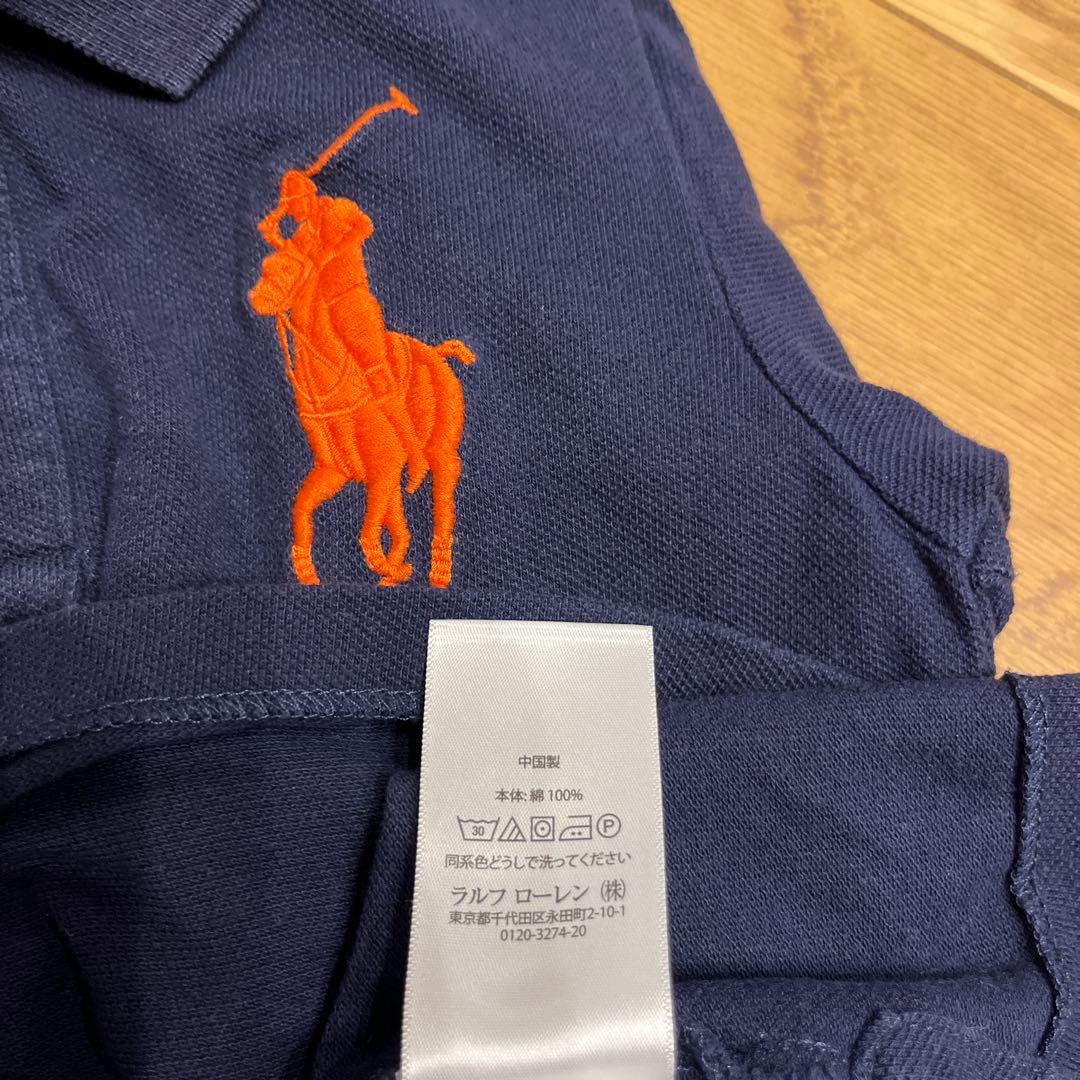 中国製
本体: 綿 100%
30 P
同系色どうしで洗ってください
ラルフ ローレン (株)
東京都千代田区永田町2-10-1
0120-3274-20